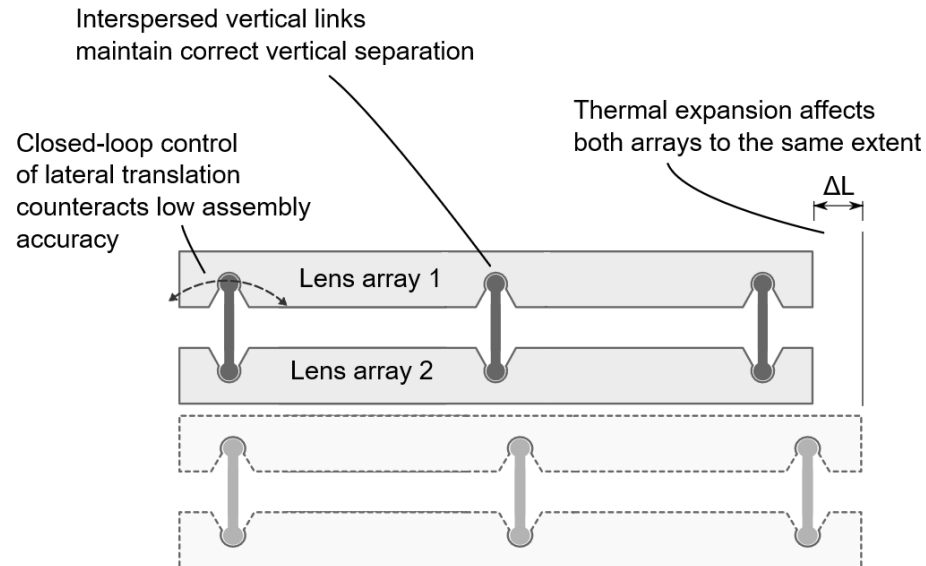 Interspersed vertical links
maintain correct vertical separation
Thermal expansion affects
both arrays to the same extent
Closed-loop control
of lateral translation
counteracts low assembly
accuracy
ΔL
Lens array 1
Lens array 2